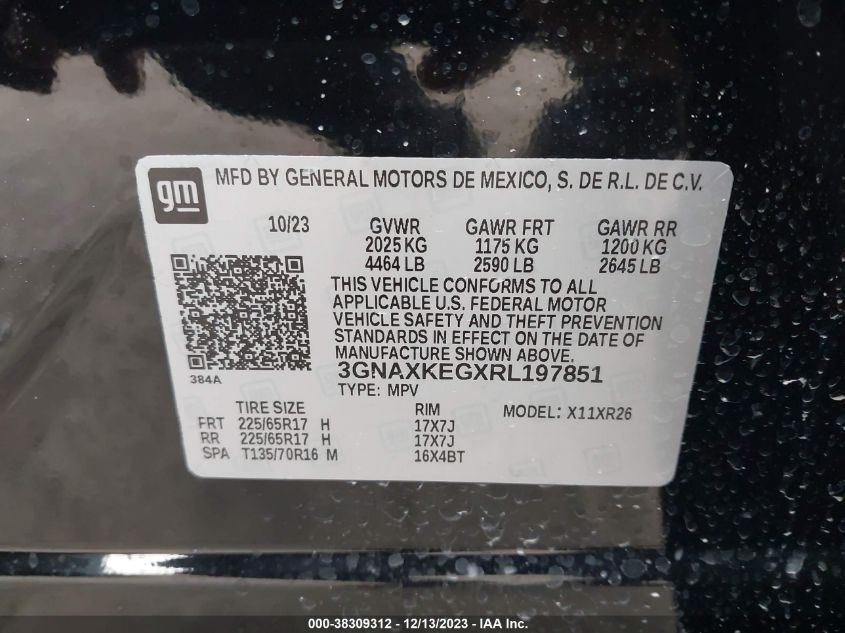 gm
MFD BY GENERAL MOTORS DE MEXICO, S. DE R.L. DE C.V.
10/23 GVWR GAWR FRT GAWR RR
2025 KG 1175 KG 1200 KG
4464 LB 2590 LB 2645 LB
THIS VEHICLE CONFORMS TO ALL
APPLICABLE U.S. FEDERAL MOTOR
VEHICLE SAFETY AND THEFT PREVENTION
STANDARDS IN EFFECT ON THE DATE OF
MANUFACTURE SHOWN ABOVE.
384A
3GNAXKEGXRL197851
TYPE: MPV
TIRE SIZE RIM MODEL: X11XR26
FRT 225/65R17 H 17X7J
RR 225/65R17 H 17X7J
SPA T135/70R16 M 16X4BT
000-38309312 - 12/13/2023 - IAA Inc.